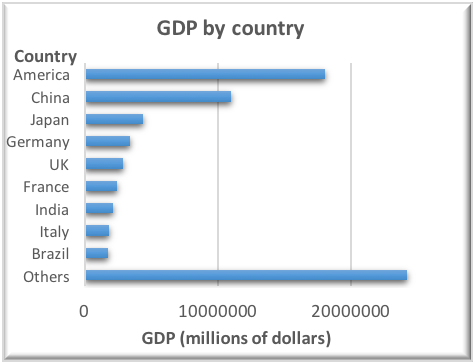 GDP by country
Country
America
China
Japan
Germany
UK
France
India
Italy
Brazil
Others
0 10000000 20000000
GDP (millions of dollars)